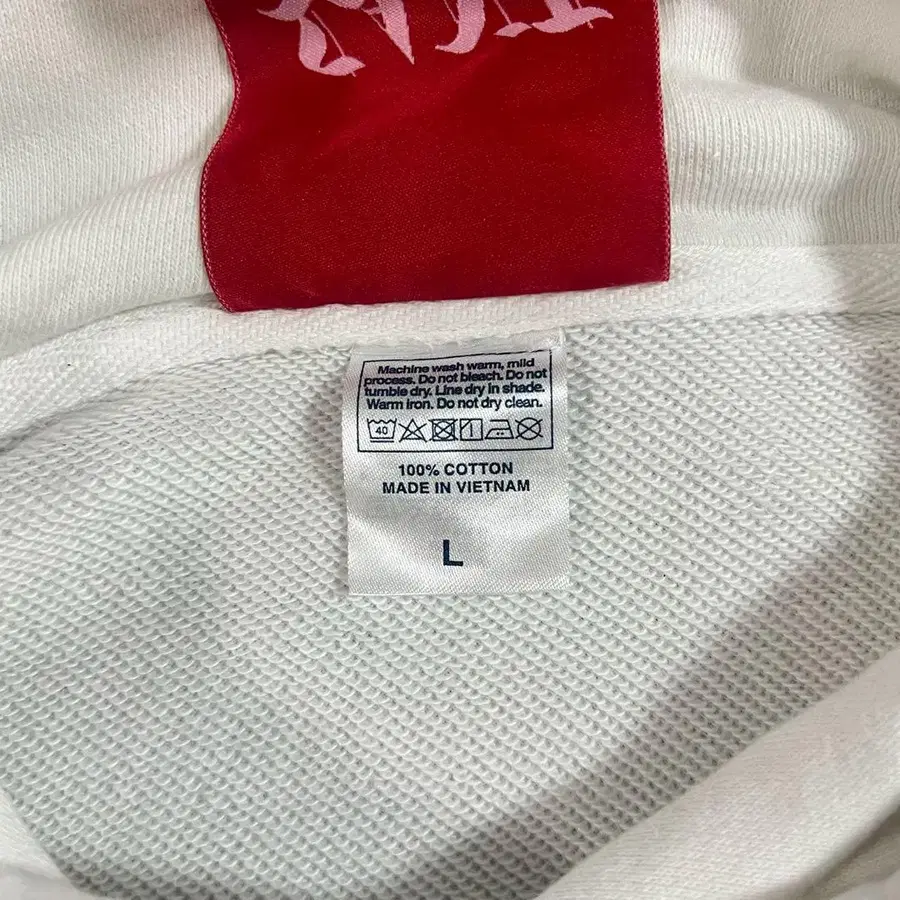 Machine wash warm, mild
process. Do not bleach. Do not
tumble dry. Line dry in shade.
Warm iron. Do not dry clean.
40
100% COTTON
MADE IN VIETNAM
L